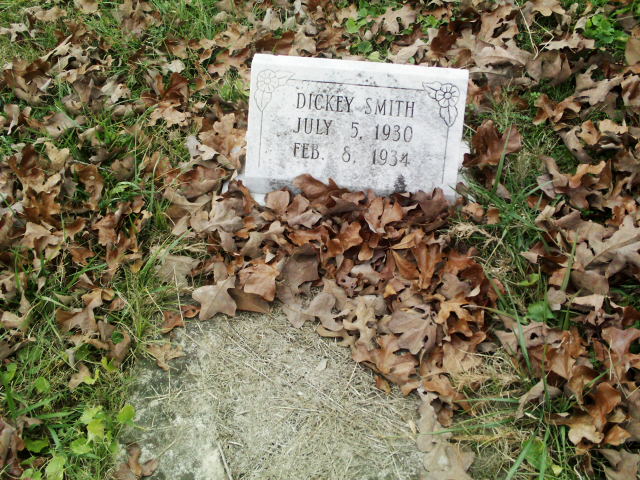 DICKEY SMITH
JULY 5, 1930
FEB. 8, 1934